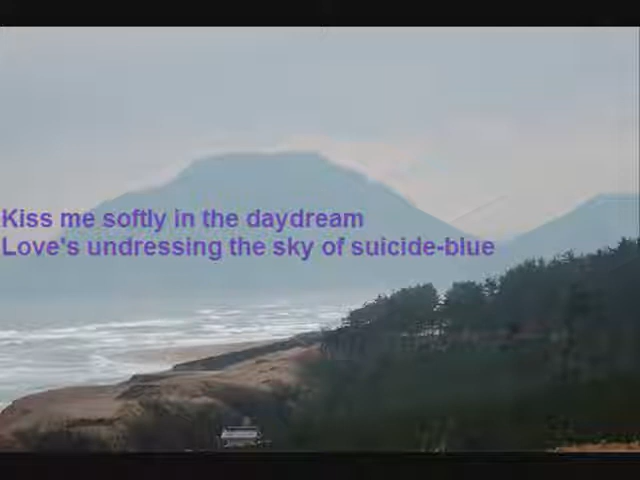 Kiss me softly in the daydream
Love's undressing the sky of suicide-blue